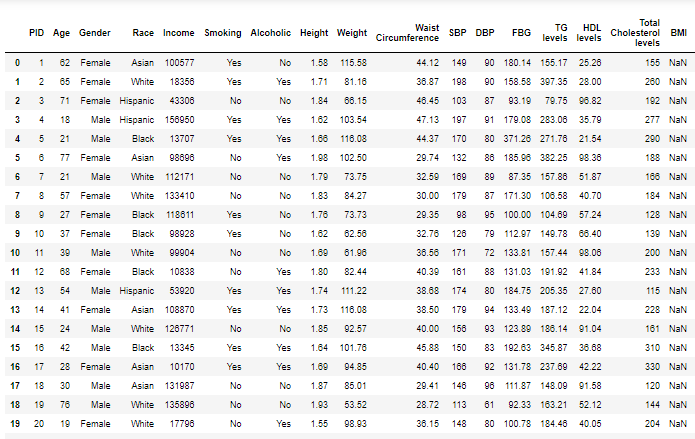 PID Age Gender Race Income Smoking Alcoholic Height Weight Waist Circumference SBP DBP FBG TG levels HDL levels Total Cholesterol levels BMI
0 1 62 Female Asian 100577 Yes No 1.58 115.58 44.12 149 90 180.14 155.17 25.26 155 NaN
1 2 65 Female White 18356 Yes Yes 1.71 81.16 36.87 198 90 158.58 397.35 28.00 260 NaN
2 3 71 Female Hispanic 43306 No No 1.84 66.15 46.45 103 87 93.19 79.75 96.82 192 NaN
3 4 18 Male Hispanic 156950 Yes Yes 1.62 103.54 47.13 197 91 179.08 283.06 35.79 277 NaN
4 5 21 Male Black 13707 Yes Yes 1.66 116.08 44.37 170 80 371.26 271.76 21.54 290 NaN
5 6 77 Female Asian 98696 No Yes 1.98 102.50 29.74 132 86 185.96 382.25 98.36 188 NaN
6 7 21 Male White 112171 No No 1.79 73.75 32.59 169 89 87.35 157.86 51.87 166 NaN
7 8 57 Female White 133410 No No 1.83 84.27 30.00 179 87 171.30 106.58 40.70 184 NaN
8 9 27 Female Black 118611 Yes No 1.76 73.73 29.35 98 95 100.00 104.69 57.24 128 NaN
9 10 37 Female Black 98928 Yes No 1.62 62.56 32.76 126 79 112.97 149.78 66.40 139 NaN
10 11 39 Male White 99904 No No 1.69 61.96 36.56 171 72 133.81 157.44 98.06 200 NaN
11 12 68 Female Black 10838 No Yes 1.80 82.44 40.39 161 88 131.03 191.92 41.84 233 NaN
12 13 54 Male Hispanic 53920 Yes Yes 1.74 111.22 38.68 174 80 184.75 205.35 27.60 115 NaN
13 14 41 Female Asian 108870 Yes Yes 1.73 116.08 38.50 179 94 133.49 187.12 22.04 228 NaN
14 15 24 Male White 126771 No No 1.85 92.57 40.00 156 93 123.89 186.14 91.04 161 NaN
15 16 42 Male Black 13345 Yes Yes 1.64 101.76 45.88 150 83 192.63 345.87 36.68 310 NaN
16 17 28 Female Asian 10170 Yes Yes 1.69 94.85 40.40 166 92 131.78 237.69 42.22 330 NaN
17 18 30 Male Asian 131987 No No 1.87 85.01 29.41 146 96 111.87 148.09 91.58 120 NaN
18 19 76 Male White 135896 No No 1.93 53.52 28.72 113 61 92.33 163.21 52.12 144 NaN
19 20 19 Female White 17796 No Yes 1.55 98.93 36.15 148 80 100.78 184.46 40.05 204 NaN